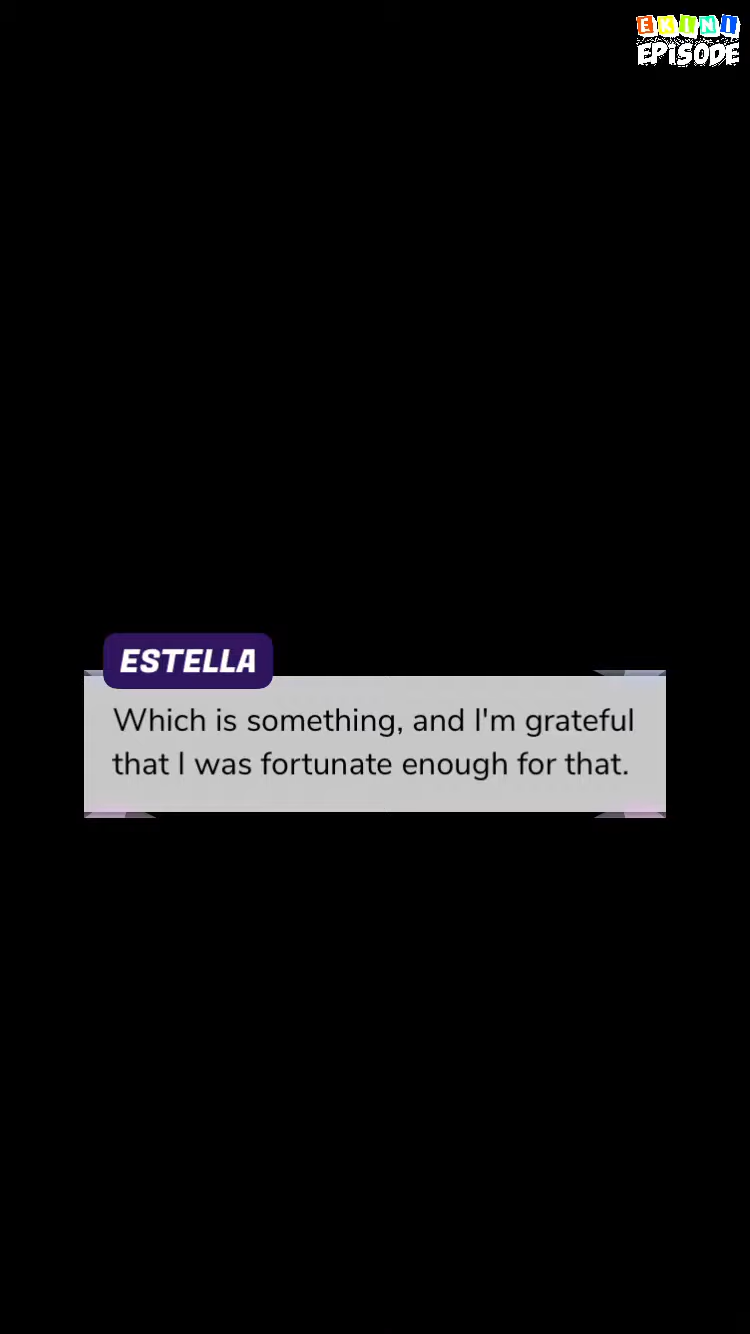 EKINI
EPISODE
ESTELLA
Which is something, and I'm grateful
that I was fortunate enough for that.